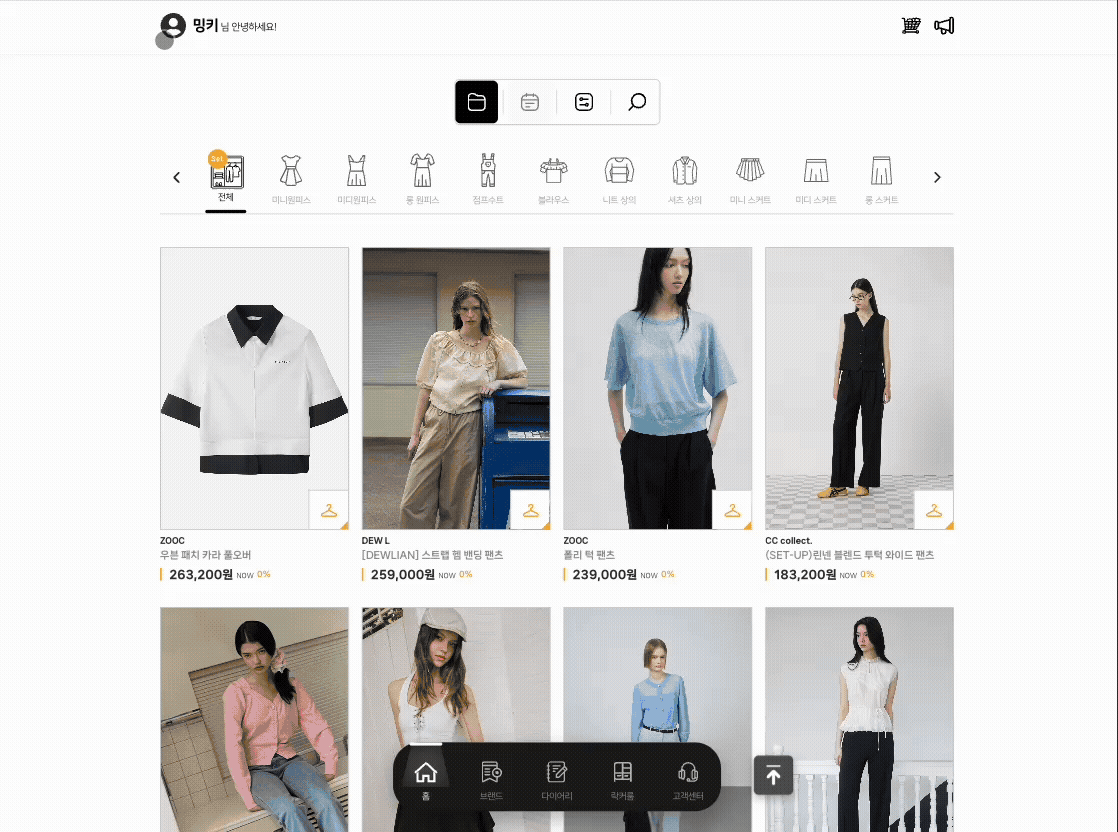 밍키 님 안녕하세요!
Set
전체
미니원피스
미디원피스
롱 원피스
점프수트
블라우스
니트 상의
셔츠 상의
미니 스커트
미디 스커트
롱 스커트
ZOOC
우븐 패치 카라 풀오버
263,200원 NOW 0%
DEW L
[DEWLIAN] 스트랩 헴 밴딩 팬츠
259,000원 NOW 0%
ZOOC
폴리 턱 팬츠
239,000원 NOW 0%
CC collect.
(SET-UP)린넨 블렌드 투턱 와이드 팬츠
183,200원 NOW 0%
홈
브랜드
다이어리
락커룸
고객센터